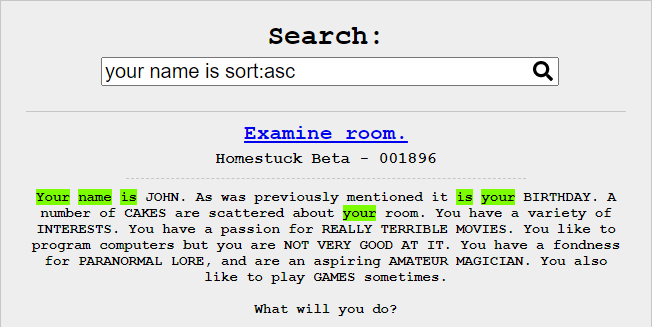 Search:
your name is sort:asc
Examine room.
Homestuck Beta - 001896
Your name is JOHN. As was previously mentioned it is your BIRTHDAY. A
number of CAKES are scattered about your room. You have a variety of
INTERESTS. You have a passion for REALLY TERRIBLE MOVIES. You like to
program computers but you are NOT VERY GOOD AT IT. You have a fondness
for PARANORMAL LORE, and are an aspiring AMATEUR MAGICIAN. You also
like to play GAMES sometimes.
What will you do?